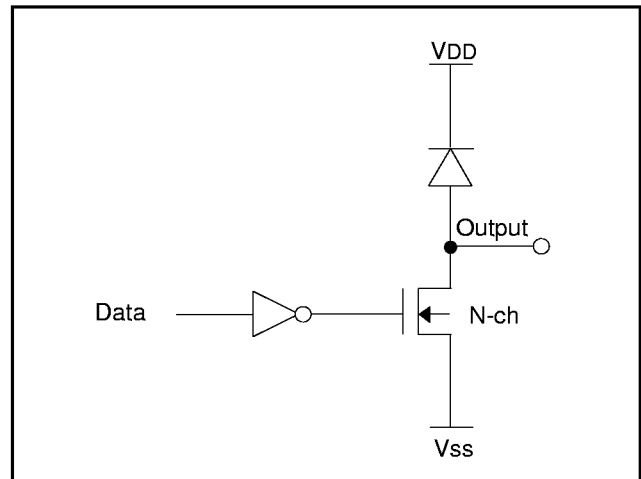 VDD
Output
Data
N-ch
Vss